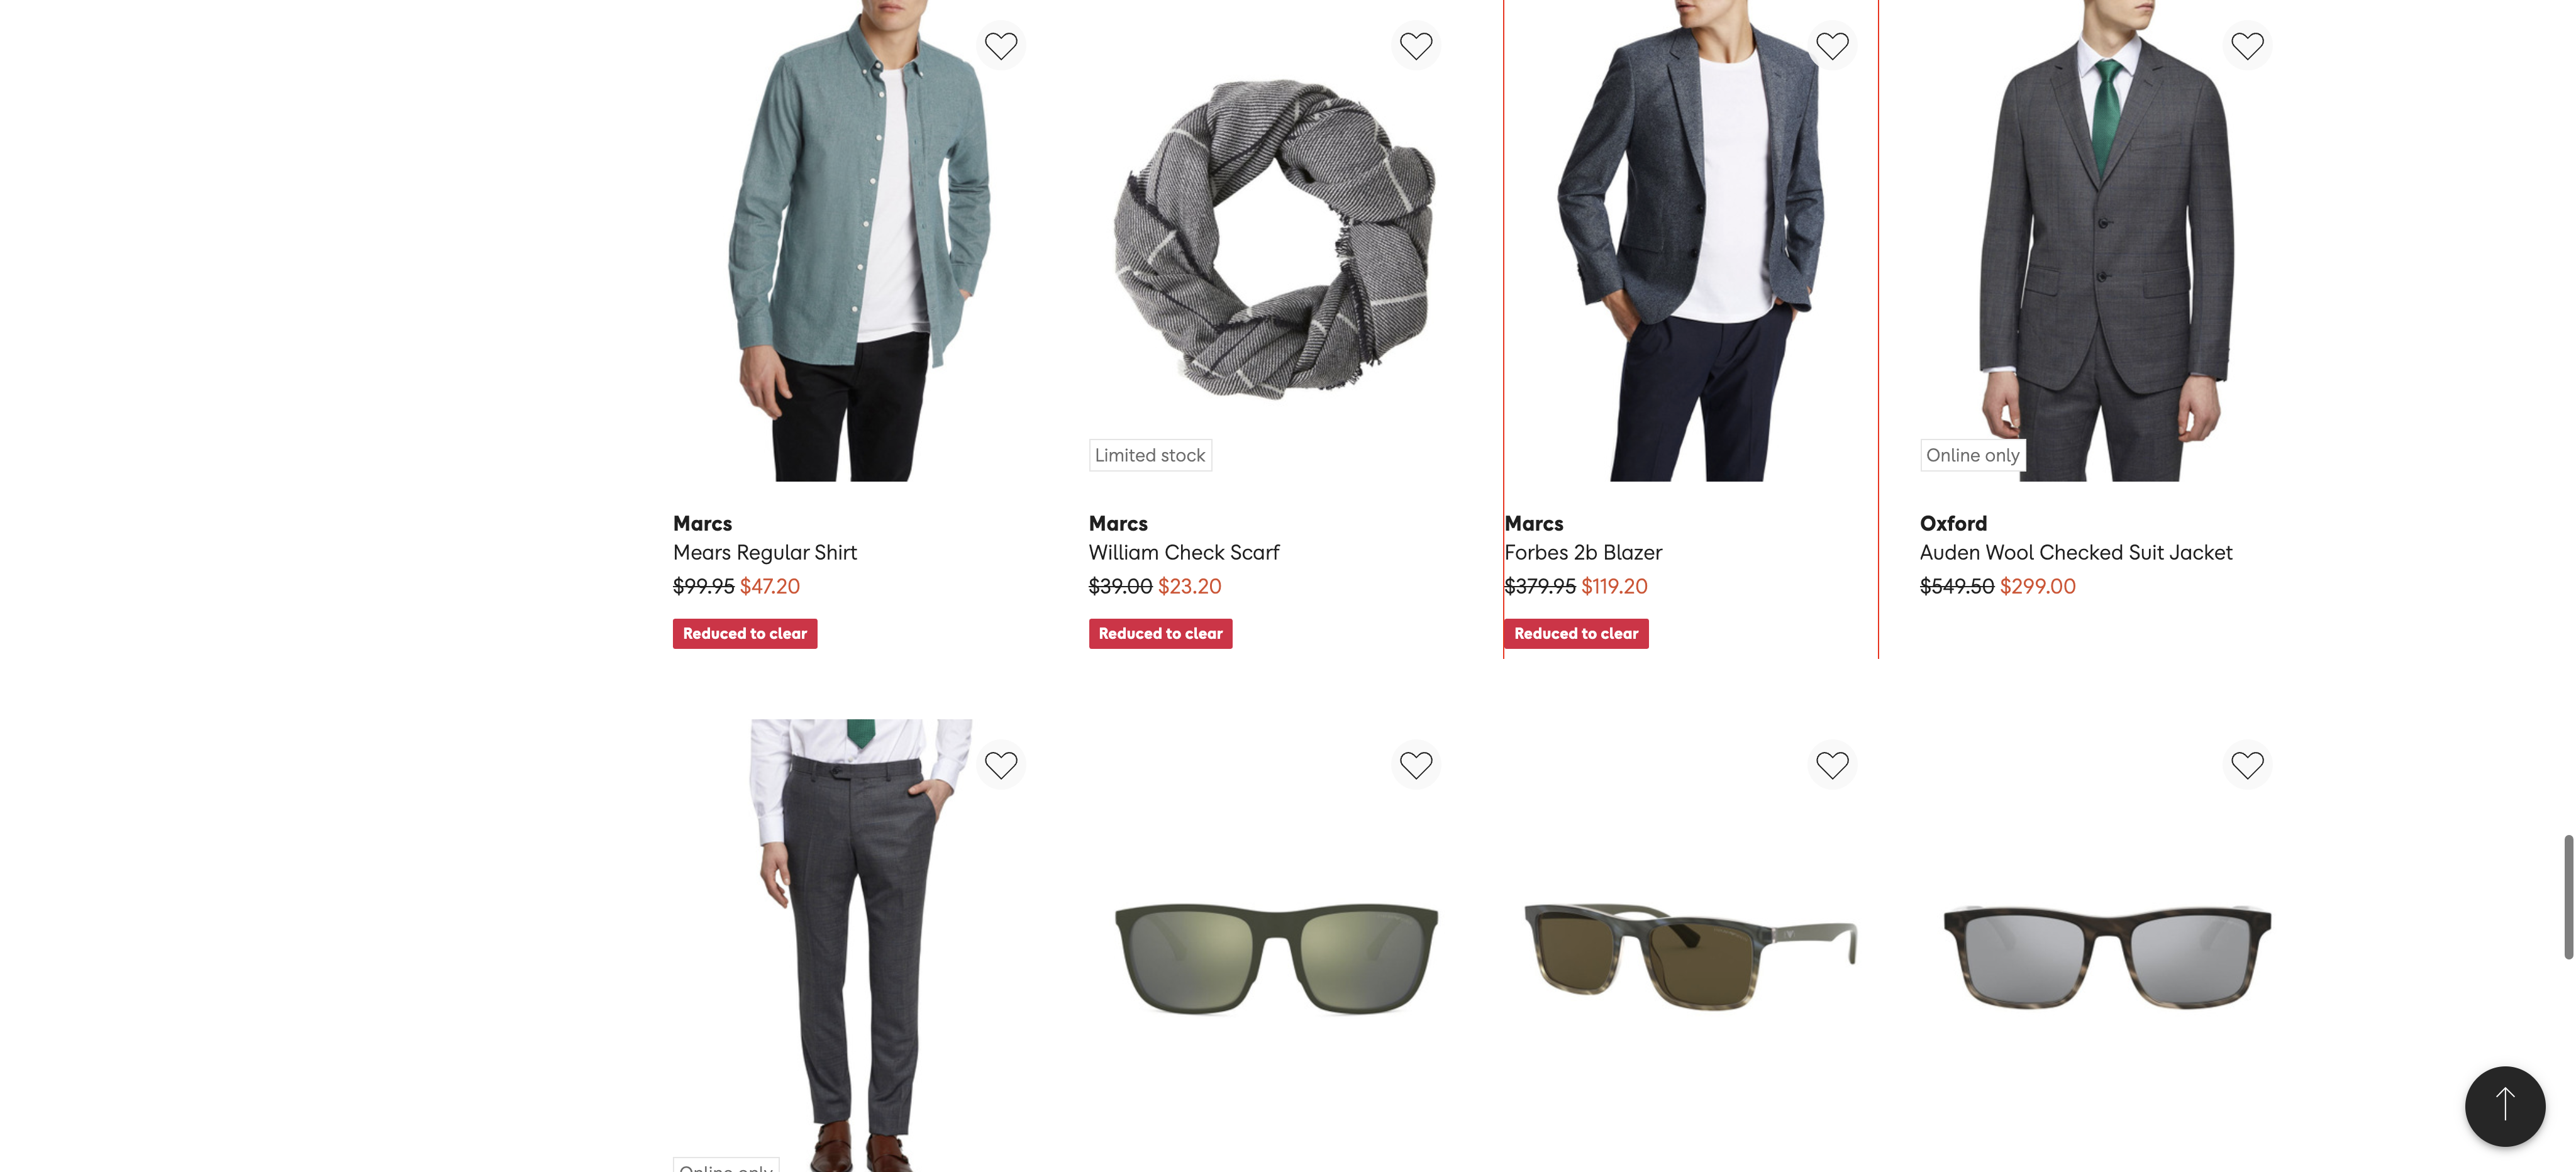 Limited stock
Online only
Marcs
Mears Regular Shirt
$99.95 $47.20
Reduced to clear
Marcs
William Check Scarf
$39.00 $23.20
Reduced to clear
Marcs
Forbes 2b Blazer
$379.95 $119.20
Reduced to clear
Oxford
Auden Wool Checked Suit Jacket
$549.50 $299.00
Online only